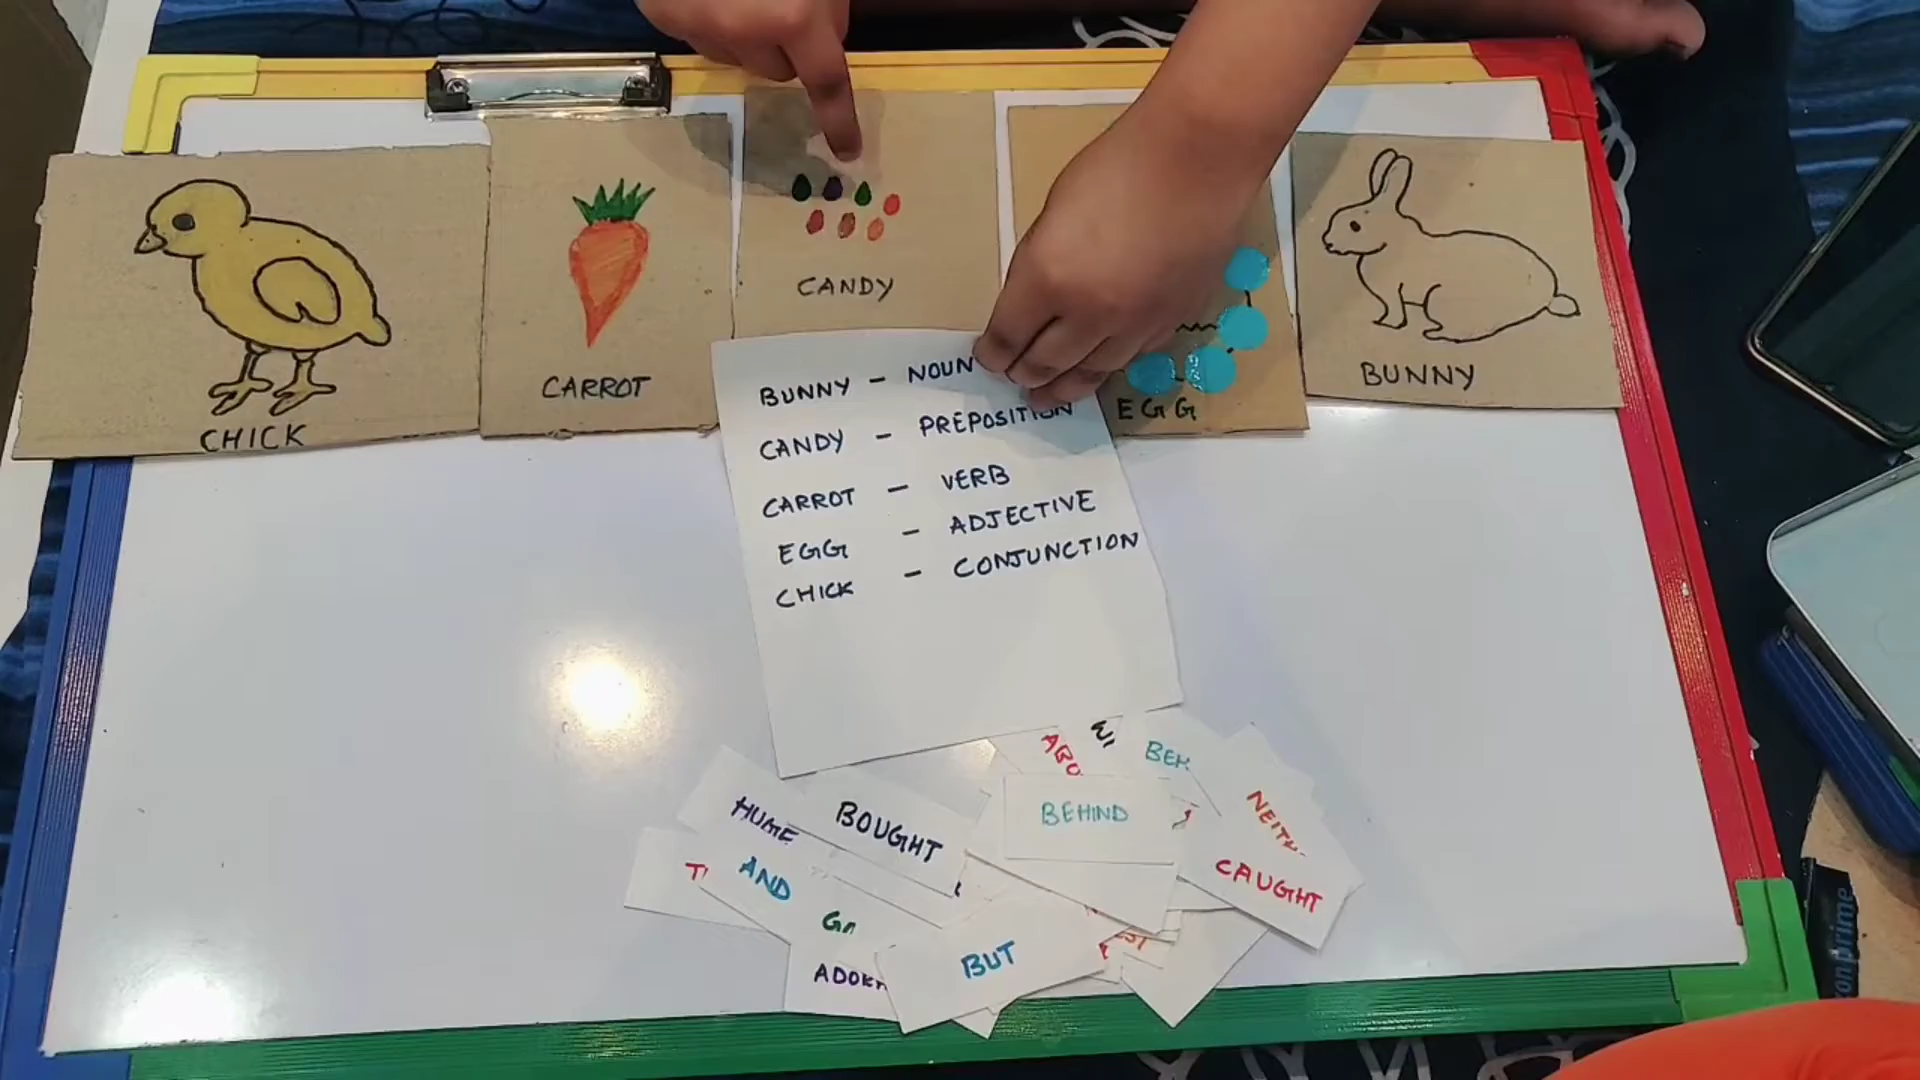 CHICK
CARROT
CANDY
EGG
BUNNY
BUNNY - NOUN
CANDY - PREPOSITION
CARROT - VERB
EGG - ADJECTIVE
CHICK - CONJUNCTION
BEHIND
BOUGHT
CAUGHT
AND
BUT